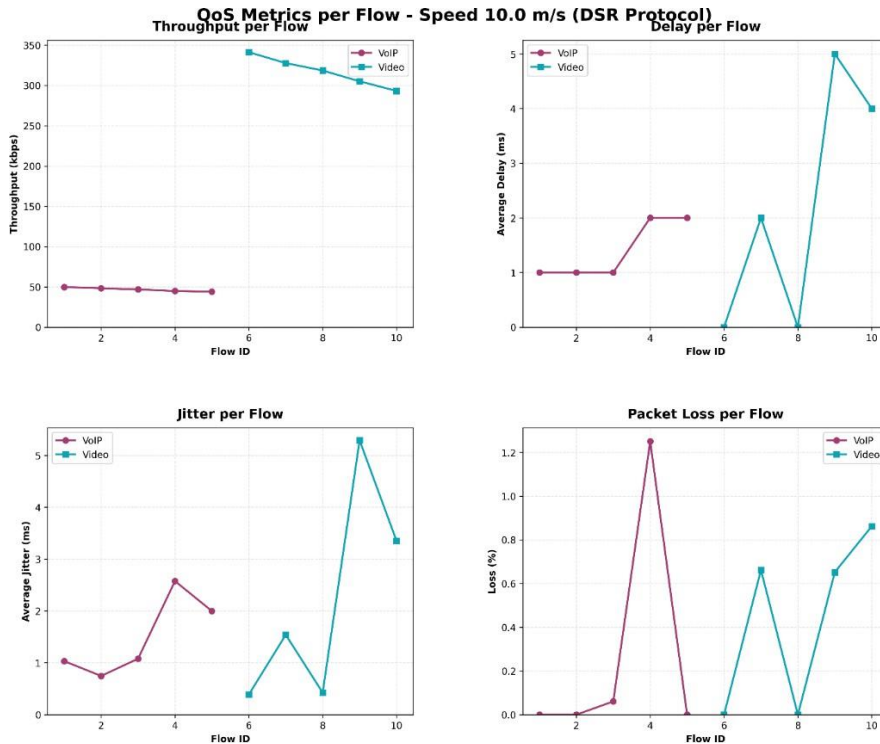 QoS Metrics per Flow - Speed 10.0 m/s (DSR Protocol)
Throughput per Flow
VoIP
Video
Throughput (kbps)
350
300
250
200
150
100
50
0
2 4 6 8 10
Flow ID
Delay per Flow
VoIP
Video
Average Delay (ms)
5
4
3
2
1
0
2 4 6 8 10
Flow ID
Jitter per Flow
VoIP
Video
Average Jitter (ms)
5
4
3
2
1
0
2 4 6 8 10
Flow ID
Packet Loss per Flow
VoIP
Video
Loss (%)
1.2
1.0
0.8
0.6
0.4
0.2
0.0
2 4 6 8 10
Flow ID